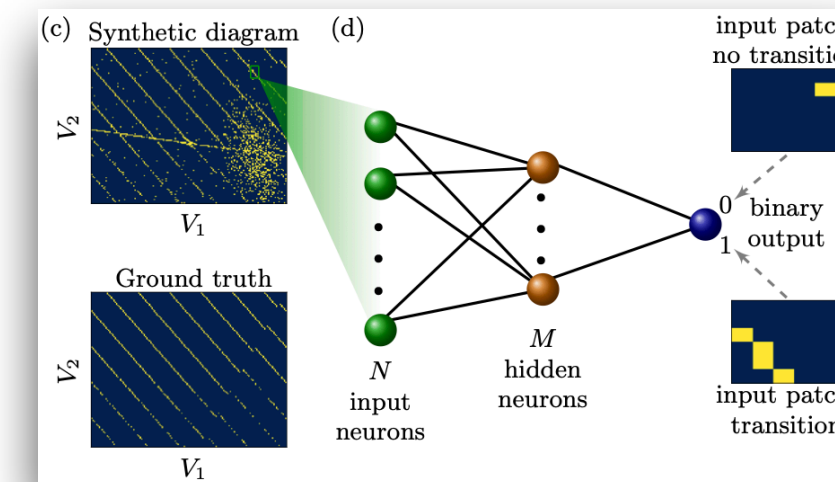 (c)
Synthetic diagram
V₂
V₁
Ground truth
V₂
V₁
(d)
N
input
neurons
M
hidden
neurons
0
1
binary
output
input patc
no transitio
input patc
transition